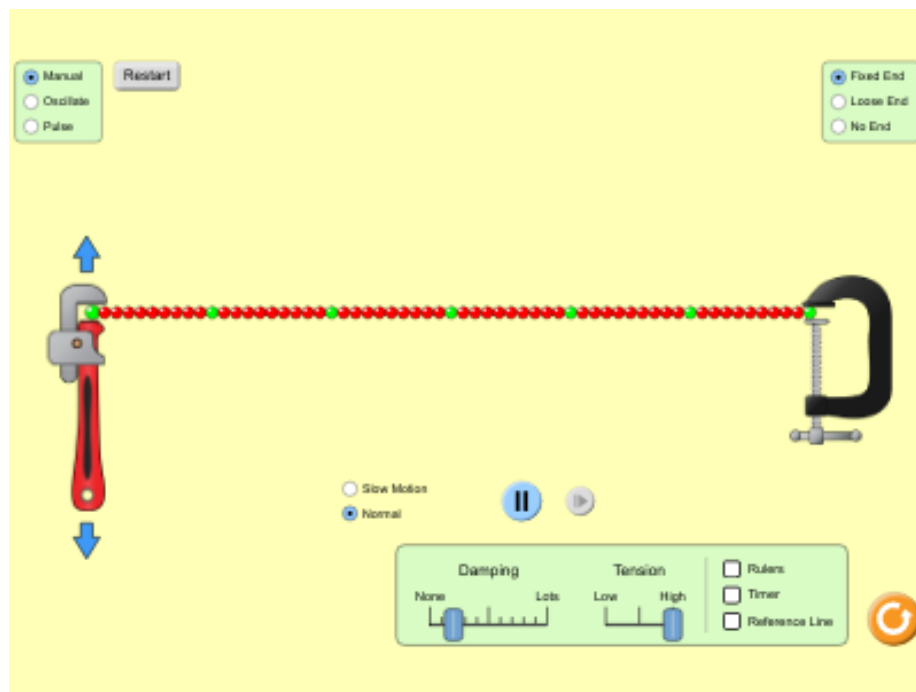 Manual
Restart
Oscillate
Pulse
Fixed End
Loose End
No End
Slow Motion
Normal
Damping
None
Lots
Tension
Low
High
Rulers
Timer
Reference Line